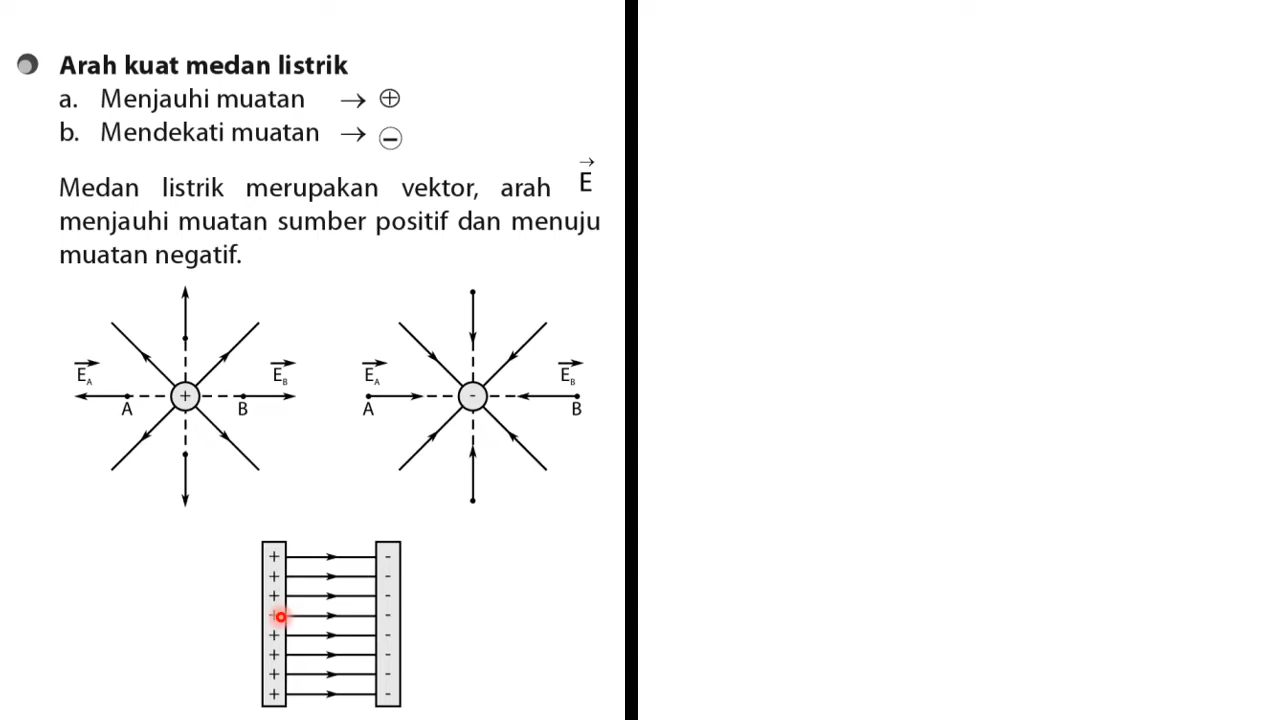 Arah kuat medan listrik
a. Menjauhi muatan → ⊕
b. Mendekati muatan → ⊖
Medan listrik merupakan vektor, arah E⃗
menjauhi muatan sumber positif dan menuju
muatan negatif.
E⃗A E⃗B
+
A B
E⃗A E⃗B
-
A B
+ -
+ -
+ -
+ -
+ -
+ -
+ -
+ -